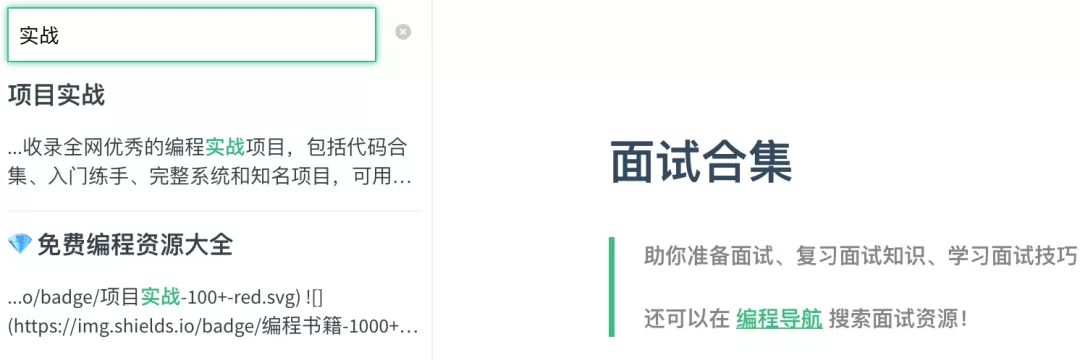 实战
项目实战
...收录全网优秀的编程实战项目，包括代码合
集、入门练手、完整系统和知名项目，可用...
💎 免费编程资源大全
...o/badge/项目实战-100+-red.svg) ![]
(https://img.shields.io/badge/编程书籍-1000+...
面试合集
助你准备面试、复习面试知识、学习面试技巧
还可以在 编程导航 搜索面试资源！